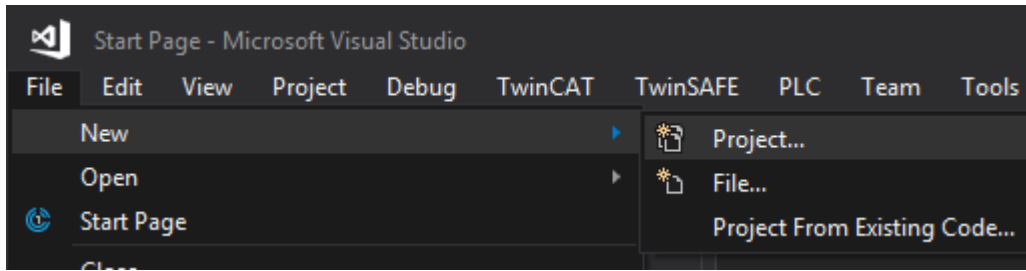 Start Page - Microsoft Visual Studio
File Edit View Project Debug TwinCAT TwinSAFE PLC Team Tools
New
Project...
Open
File...
Start Page
Project From Existing Code...
Close